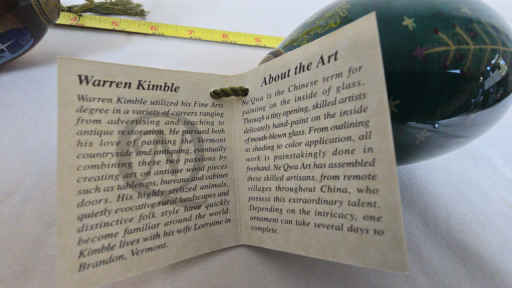 Warren Kimble
Warren Kimble utilized his Fine Arts
degree in a variety of careers ranging
from advertising and teaching to
antique restoration. He pursued both
his love of painting the Vermont
countryside and antiquing, eventually
combining these two passions by
creating art on antique wood pieces
such as tabletops, bureaus and cabinet
doors. His highly stylized animals,
quietly evocative rural landscapes and
distinctive folk style have quickly
become familiar around the world.
Kimble lives with his wife Lorraine in
Brandon, Vermont.
About the Art
Ne'Qwa is the Chinese term for
painting on the inside of glass.
Through a tiny opening, skilled artists
delicately hand-paint on the inside
of mouth-blown glass. From outlining
to shading to color application, all
work is painstakingly done in
freehand. Ne'Qwa Art has assembled
these skilled artisans, from remote
villages throughout China, who
possess this extraordinary talent.
Depending on the intricacy, one
ornament can take several days to
complete.